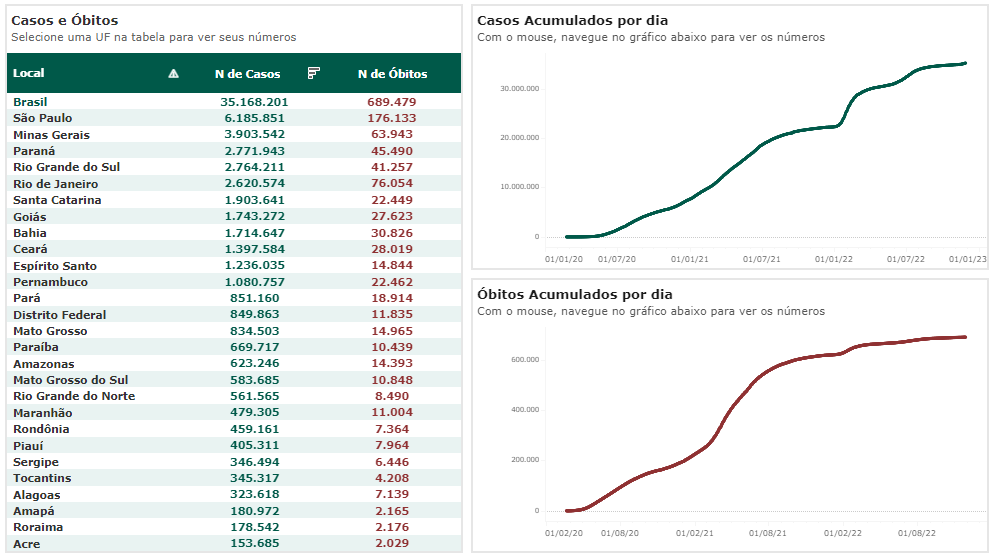 Casos e Óbitos
Selecione uma UF na tabela para ver seus números
Local N de Casos N de Óbitos
Brasil 35.168.201 689.479
São Paulo 6.185.851 176.133
Minas Gerais 3.903.542 63.943
Paraná 2.771.943 45.490
Rio Grande do Sul 2.764.211 41.257
Rio de Janeiro 2.620.574 76.054
Santa Catarina 1.903.641 22.449
Goiás 1.743.272 27.623
Bahia 1.714.647 30.826
Ceará 1.397.584 28.019
Espírito Santo 1.236.035 14.844
Pernambuco 1.080.757 22.462
Pará 851.160 18.914
Distrito Federal 849.863 11.835
Mato Grosso 834.503 14.965
Paraíba 669.717 10.439
Amazonas 623.246 14.393
Mato Grosso do Sul 583.685 10.848
Rio Grande do Norte 561.565 8.490
Maranhão 479.305 11.004
Rondônia 459.161 7.364
Piauí 405.311 7.964
Sergipe 346.494 6.446
Tocantins 345.317 4.208
Alagoas 323.618 7.139
Amapá 180.972 2.165
Roraima 178.542 2.176
Acre 153.685 2.029
Casos Acumulados por dia
Com o mouse, navegue no gráfico abaixo para ver os números
30.000.000
20.000.000
10.000.000
0
01/01/20 01/07/20 01/01/21 01/07/21 01/01/22 01/07/22 01/01/23
Óbitos Acumulados por dia
Com o mouse, navegue no gráfico abaixo para ver os números
600.000
400.000
200.000
0
01/02/20 01/08/20 01/02/21 01/08/21 01/02/22 01/08/22